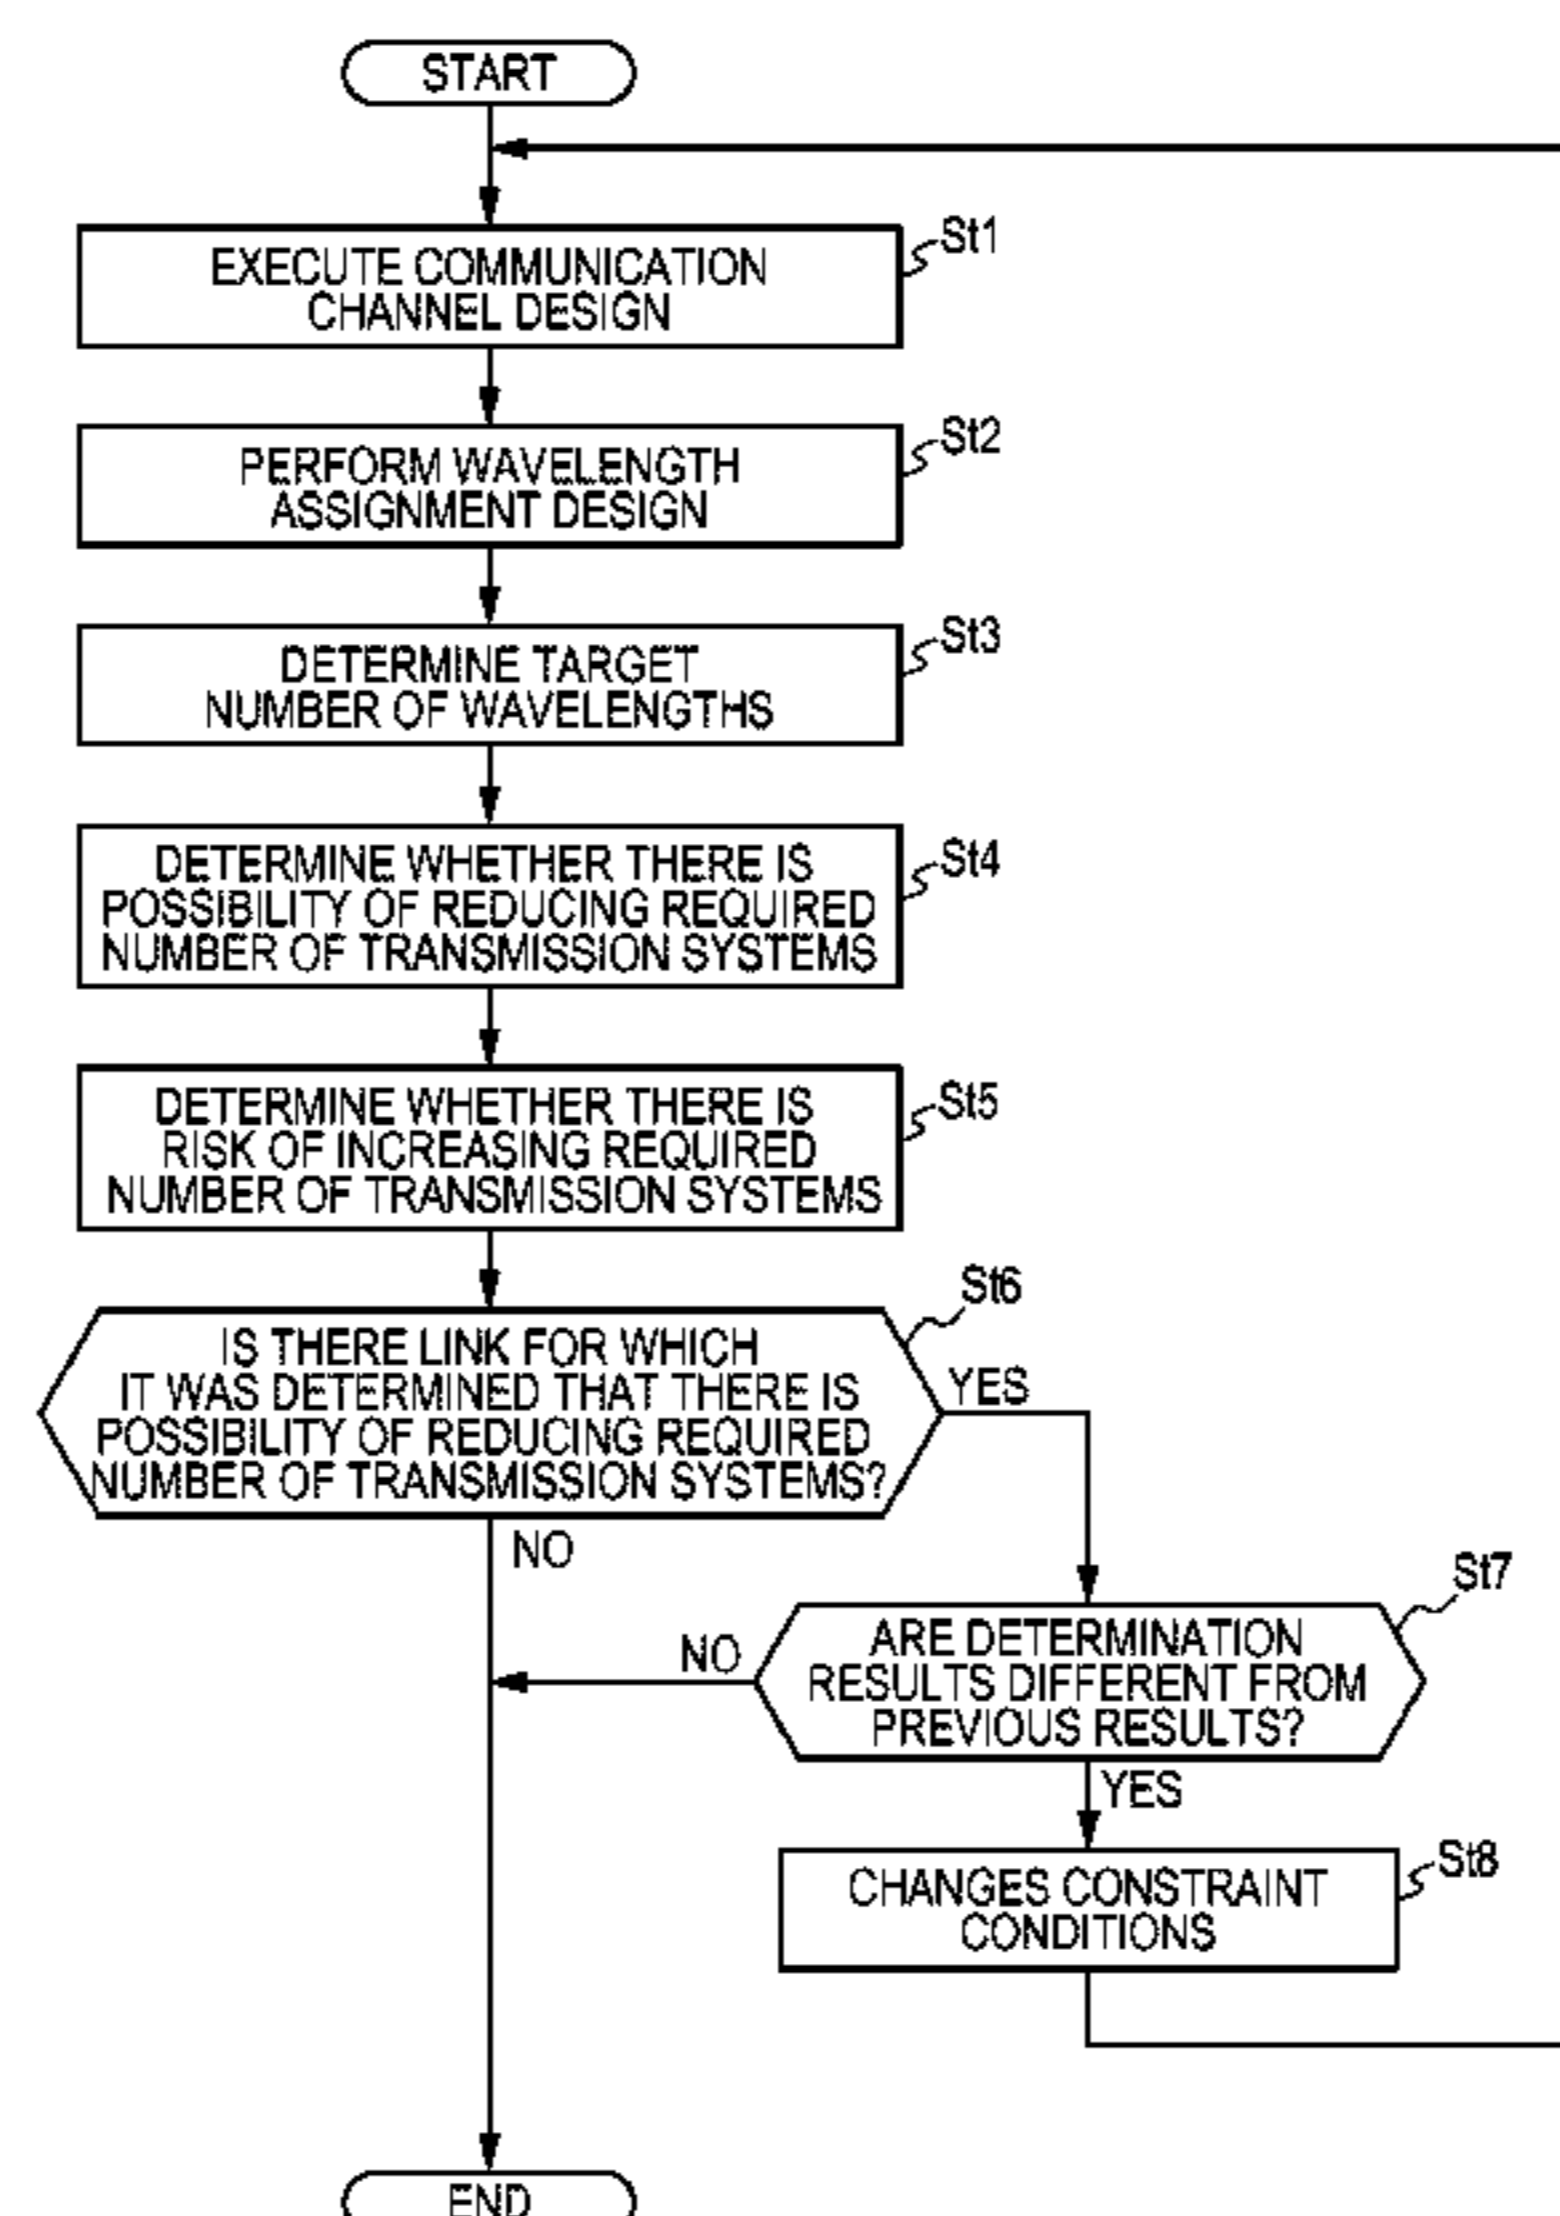 START
EXECUTE COMMUNICATION
CHANNEL DESIGN
St1
PERFORM WAVELENGTH
ASSIGNMENT DESIGN
St2
DETERMINE TARGET
NUMBER OF WAVELENGTHS
St3
DETERMINE WHETHER THERE IS
POSSIBILITY OF REDUCING REQUIRED
NUMBER OF TRANSMISSION SYSTEMS
St4
DETERMINE WHETHER THERE IS
RISK OF INCREASING REQUIRED
NUMBER OF TRANSMISSION SYSTEMS
St5
IS THERE LINK FOR WHICH
IT WAS DETERMINED THAT THERE IS
POSSIBILITY OF REDUCING REQUIRED
NUMBER OF TRANSMISSION SYSTEMS?
St6
YES
NO
ARE DETERMINATION
RESULTS DIFFERENT FROM
PREVIOUS RESULTS?
St7
NO
YES
CHANGES CONSTRAINT
CONDITIONS
St8
END